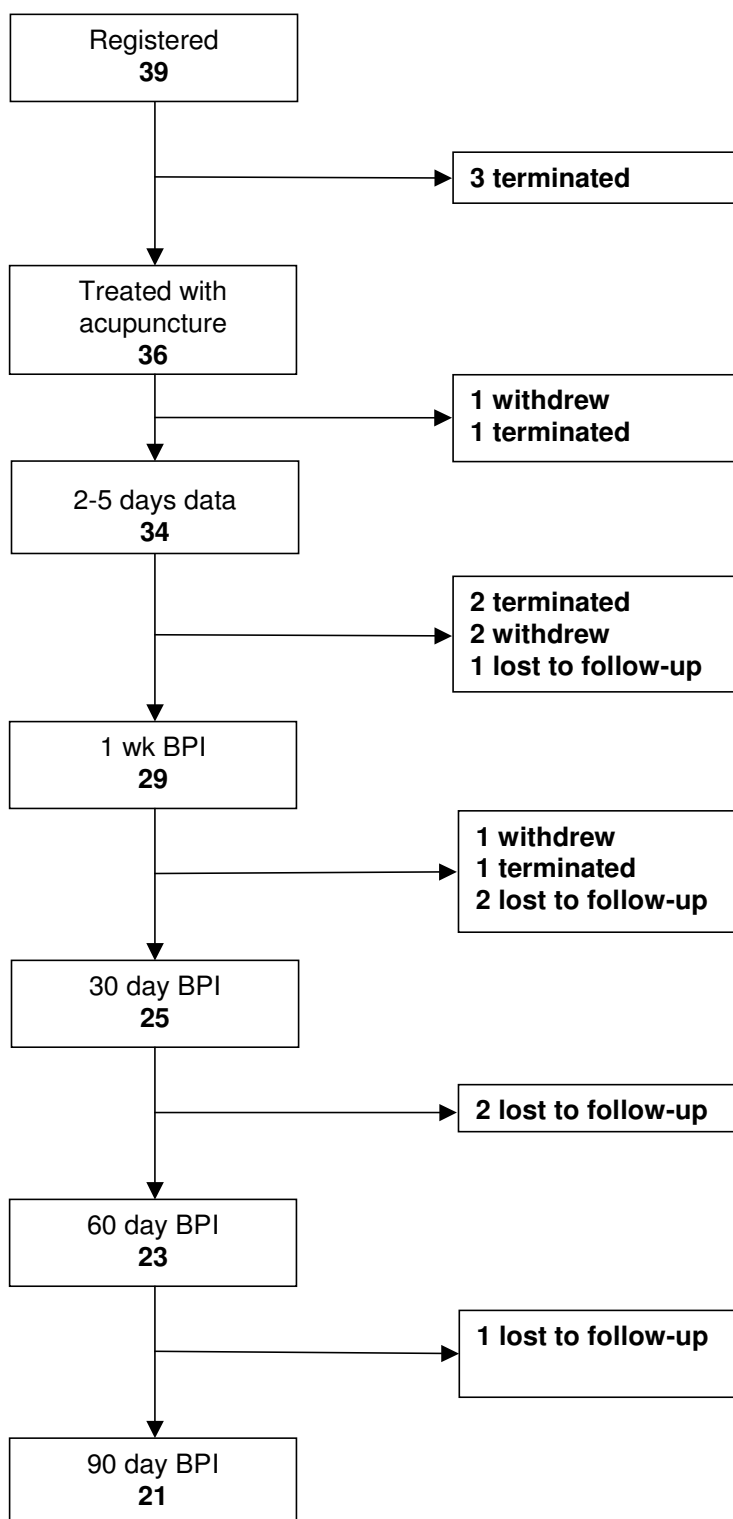 Registered
39
3 terminated
Treated with
acupuncture
36
1 withdrew
1 terminated
2-5 days data
34
2 terminated
2 withdrew
1 lost to follow-up
1 wk BPI
29
1 withdrew
1 terminated
2 lost to follow-up
30 day BPI
25
2 lost to follow-up
60 day BPI
23
1 lost to follow-up
90 day BPI
21